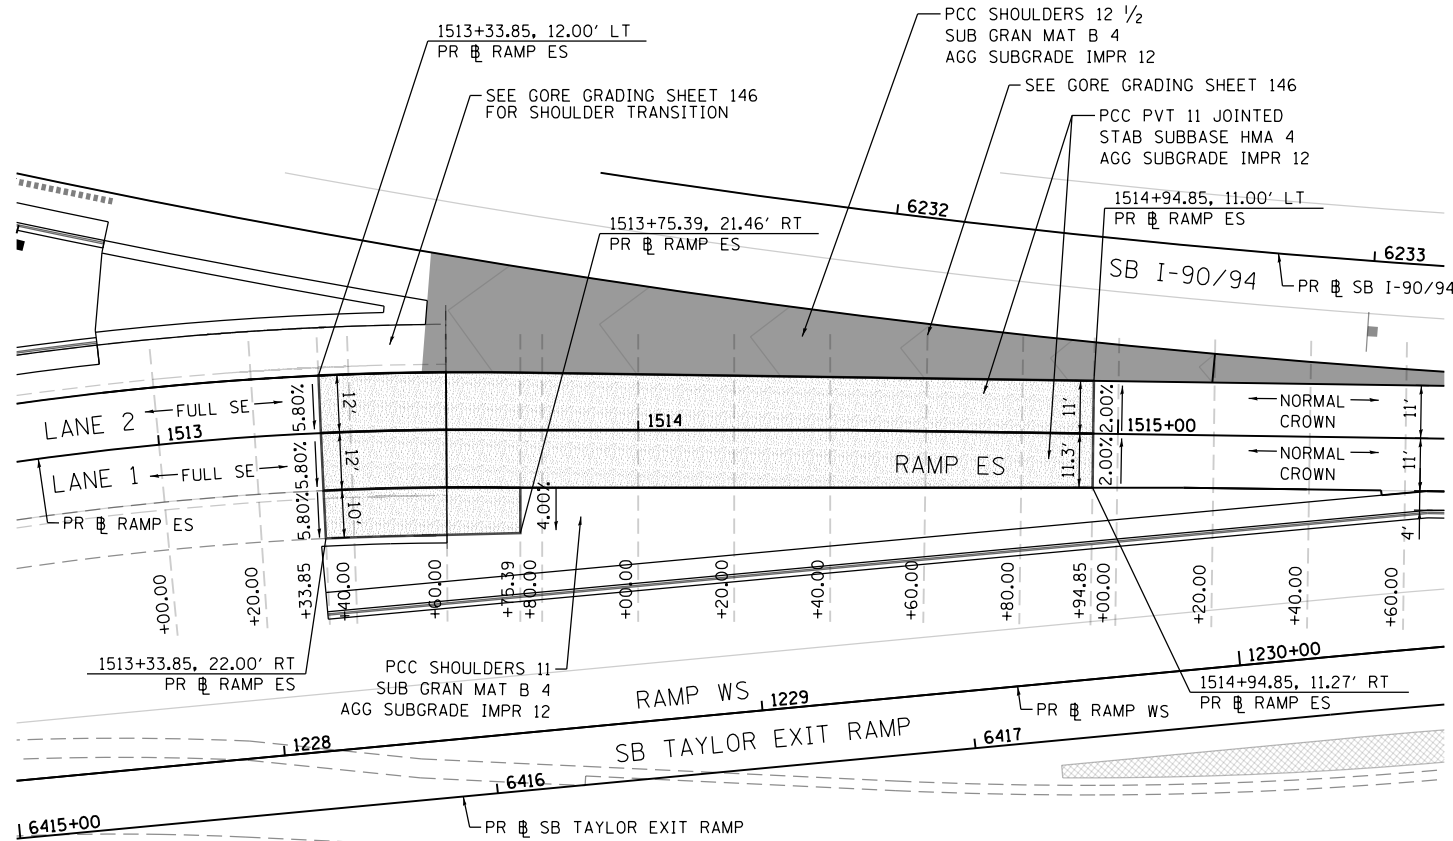 1513+33.85, 12.00' LT
PR ⅊ RAMP ES
SEE GORE GRADING SHEET 146
FOR SHOULDER TRANSITION
PCC SHOULDERS 12 ½
SUB GRAN MAT B 4
AGG SUBGRADE IMPR 12
SEE GORE GRADING SHEET 146
PCC PVT 11 JOINTED
STAB SUBBASE HMA 4
AGG SUBGRADE IMPR 12
1513+75.39, 21.46' RT
PR ⅊ RAMP ES
1514+94.85, 11.00' LT
PR ⅊ RAMP ES
6232
6233
SB I-90/94
PR ⅊ SB I-90/94
LANE 2
FULL SE
5.80%
12'
1513
1514
11'
2.00%
1515+00
NORMAL
CROWN
11'
LANE 1
FULL SE
5.80%
12'
RAMP ES
11.3'
2.00%
NORMAL
CROWN
11'
PR ⅊ RAMP ES
5.80%
10'
4.00%
4'
+00.00
+20.00
+33.85
+40.00
+60.00
+75.39
+80.00
+00.00
+20.00
+40.00
+60.00
+80.00
+94.85
+00.00
+20.00
+40.00
+60.00
1513+33.85, 22.00' RT
PR ⅊ RAMP ES
PCC SHOULDERS 11
SUB GRAN MAT B 4
AGG SUBGRADE IMPR 12
1514+94.85, 11.27' RT
PR ⅊ RAMP ES
RAMP WS
1228
1229
1230+00
PR ⅊ RAMP WS
SB TAYLOR EXIT RAMP
6415+00
6416
6417
PR ⅊ SB TAYLOR EXIT RAMP